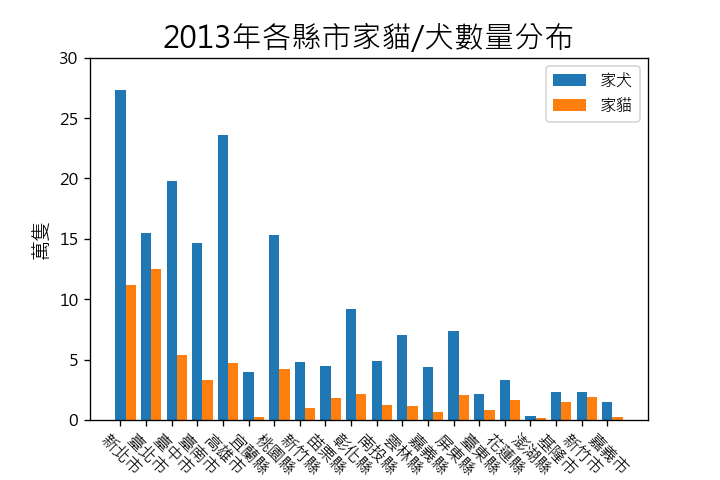 2013年各縣市家貓/犬數量分布
家犬
家貓
萬隻
30
25
20
15
10
5
0
新北市
臺北市
臺中市
臺南市
高雄市
宜蘭縣
桃園縣
新竹縣
苗栗縣
彰化縣
南投縣
雲林縣
嘉義縣
屏東縣
臺東縣
花蓮縣
澎湖縣
基隆市
新竹市
嘉義市